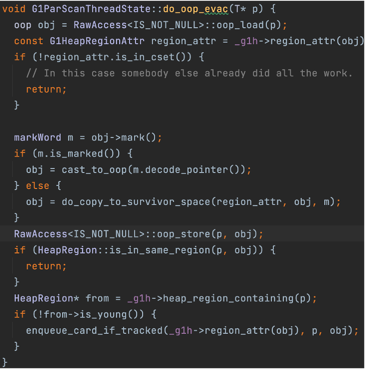 void G1ParScanThreadState::do_oop_evac(T* p) {
  oop obj = RawAccess<IS_NOT_NULL>::oop_load(p);
  const G1HeapRegionAttr region_attr = _g1h->region_attr(obj)
  if (!region_attr.is_in_cset()) {
    // In this case somebody else already did all the work.
    return;
  }

  markWord m = obj->mark();
  if (m.is_marked()) {
    obj = cast_to_oop(m.decode_pointer());
  } else {
    obj = do_copy_to_survivor_space(region_attr, obj, m);
  }
  RawAccess<IS_NOT_NULL>::oop_store(p, obj);
  if (HeapRegion::is_in_same_region(p, obj)) {
    return;
  }
  HeapRegion* from = _g1h->heap_region_containing(p);
  if (!from->is_young()) {
    enqueue_card_if_tracked(_g1h->region_attr(obj), p, obj);
  }
}